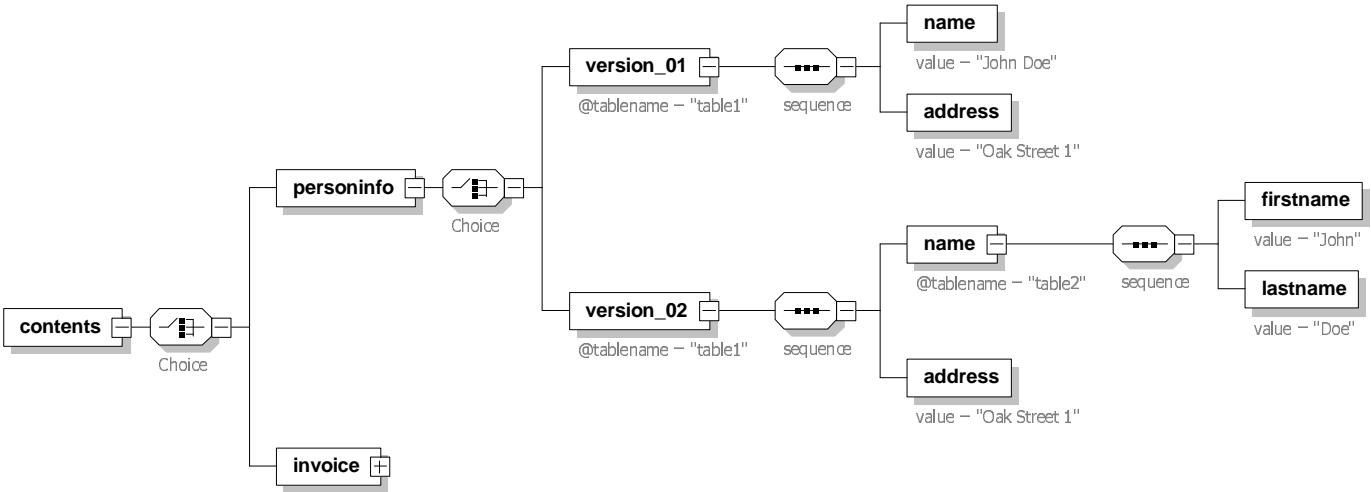 name
value – "John Doe"
version_01
@tablename – "table1"
sequence
address
value – "Oak Street 1"
personinfo
Choice
firstname
value – "John"
name
@tablename – "table2"
sequence
lastname
value – "Doe"
version_02
@tablename – "table1"
sequence
contents
Choice
address
value – "Oak Street 1"
invoice